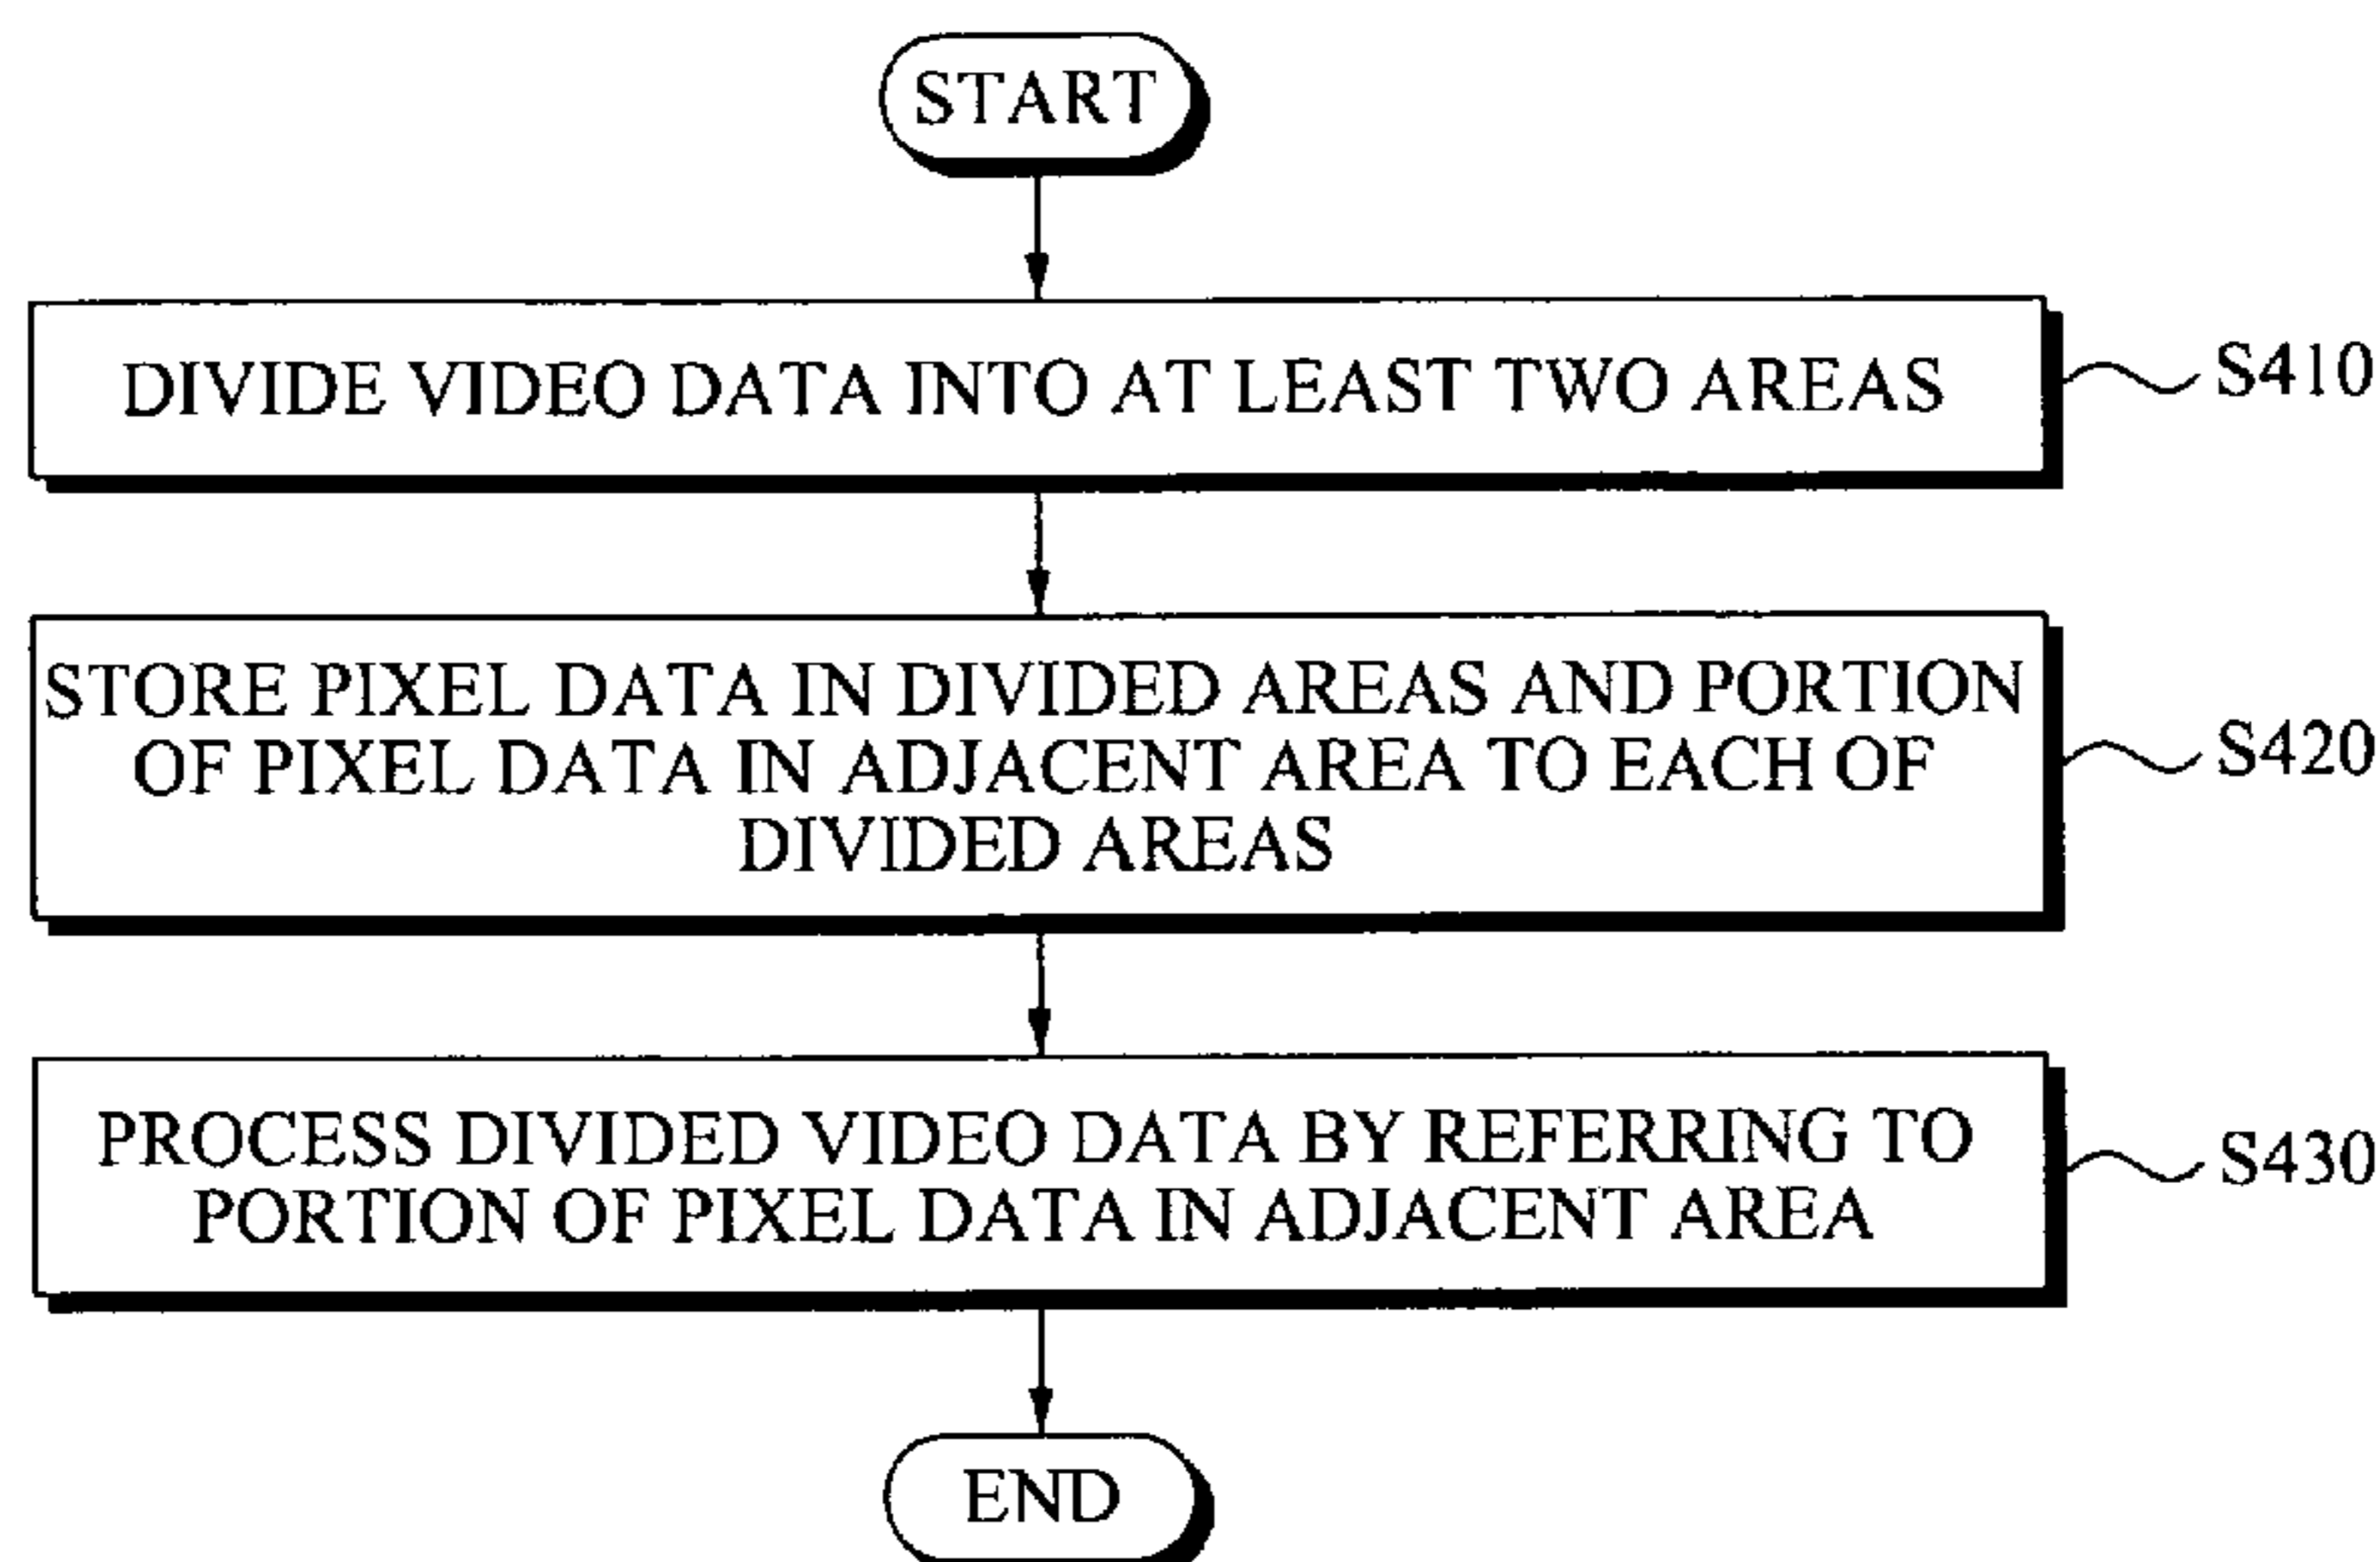 START
DIVIDE VIDEO DATA INTO AT LEAST TWO AREAS
S410
STORE PIXEL DATA IN DIVIDED AREAS AND PORTION
OF PIXEL DATA IN ADJACENT AREA TO EACH OF
DIVIDED AREAS
S420
PROCESS DIVIDED VIDEO DATA BY REFERRING TO
PORTION OF PIXEL DATA IN ADJACENT AREA
S430
END